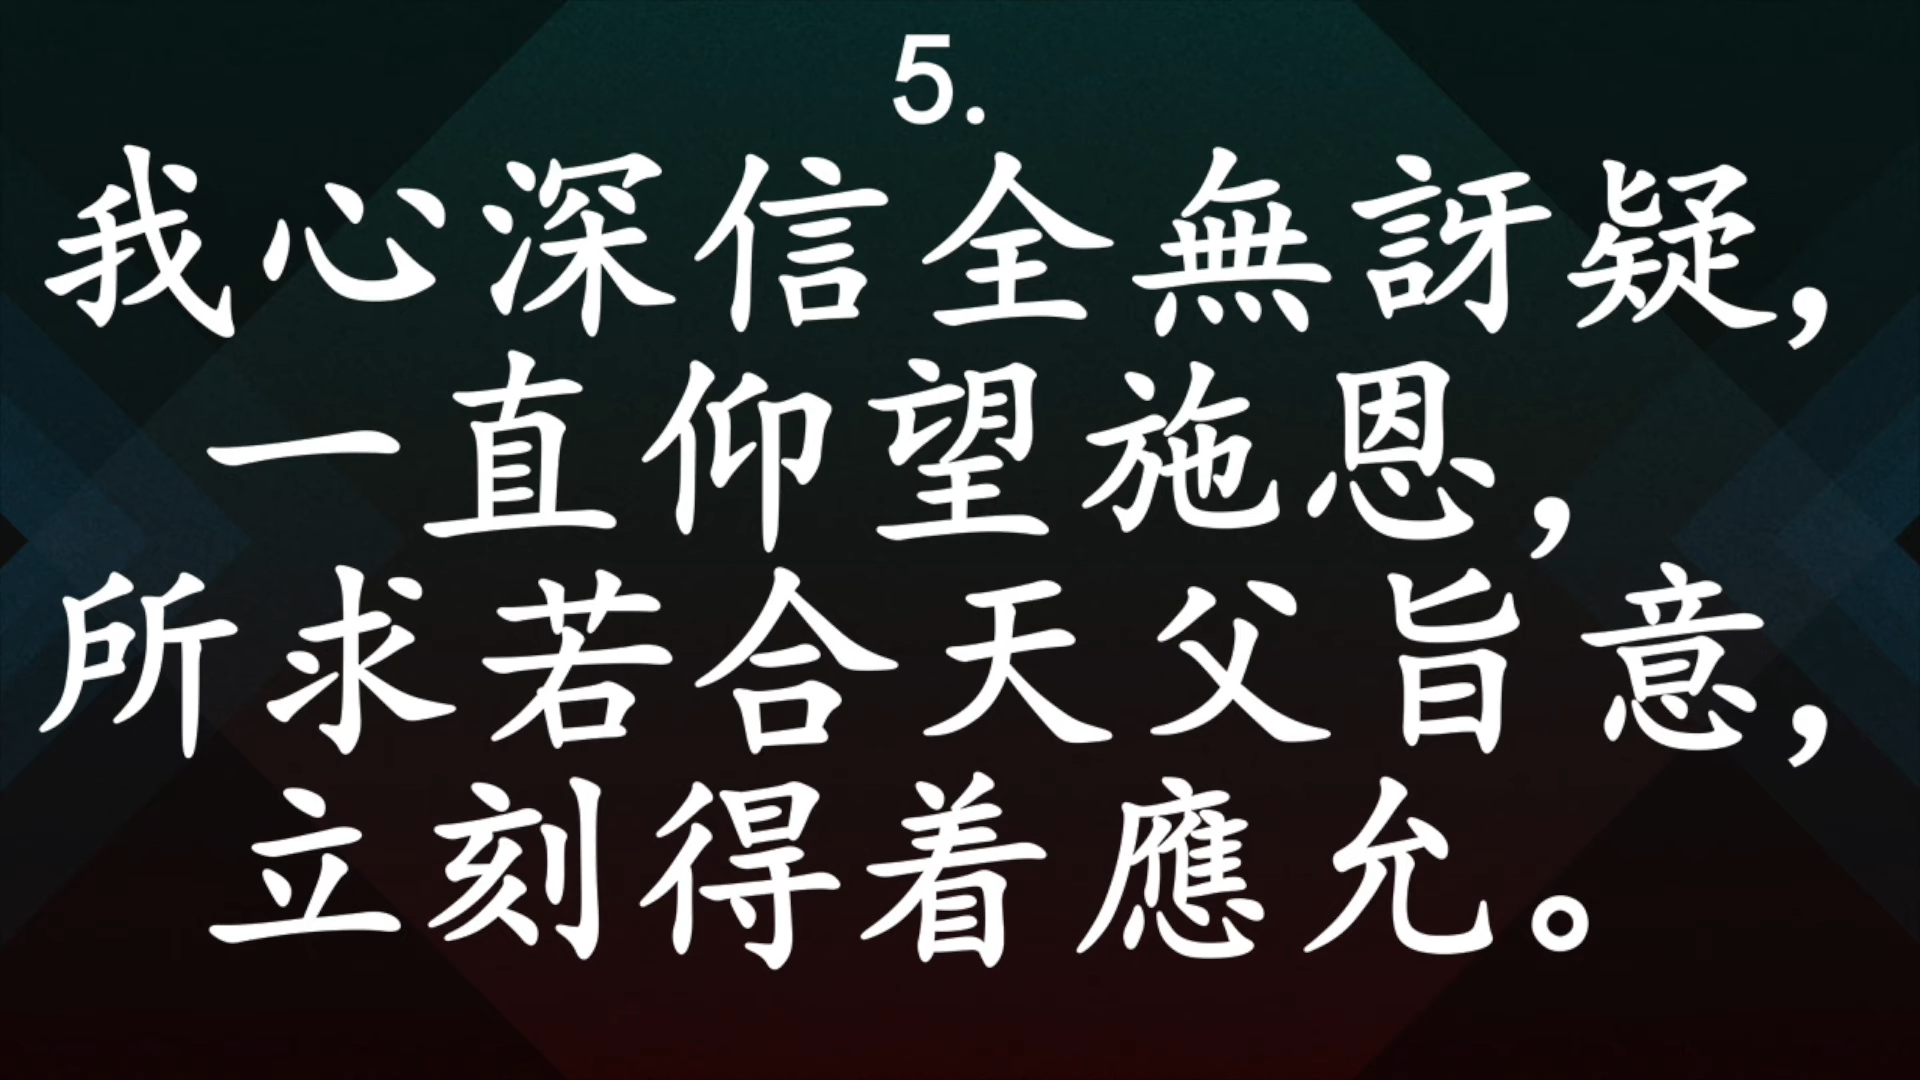 5.
我心深信全無訝疑,
一直仰望施恩,
所求若合天父旨意,
立刻得着應允。